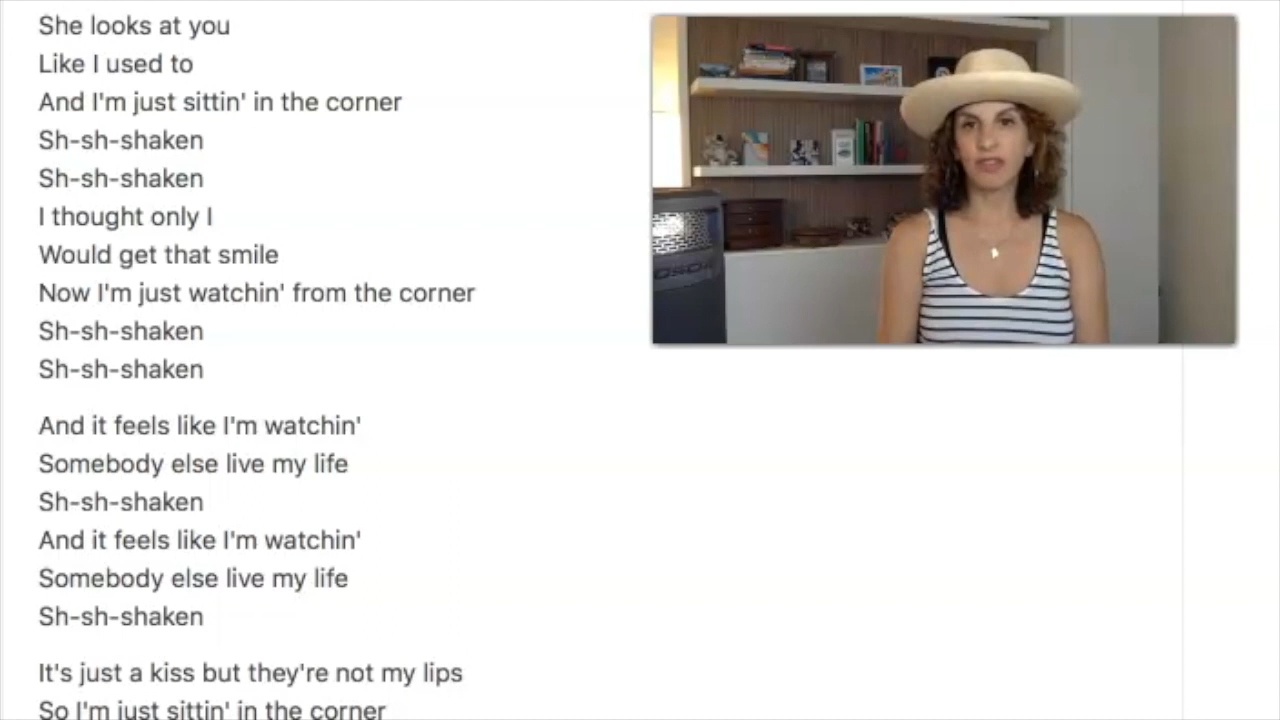 She looks at you
Like I used to
And I'm just sittin' in the corner
Sh-sh-shaken
Sh-sh-shaken
I thought only I
Would get that smile
Now I'm just watchin' from the corner
Sh-sh-shaken
Sh-sh-shaken
And it feels like I'm watchin'
Somebody else live my life
Sh-sh-shaken
And it feels like I'm watchin'
Somebody else live my life
Sh-sh-shaken
It's just a kiss but they're not my lips
So I'm just sittin' in the corner